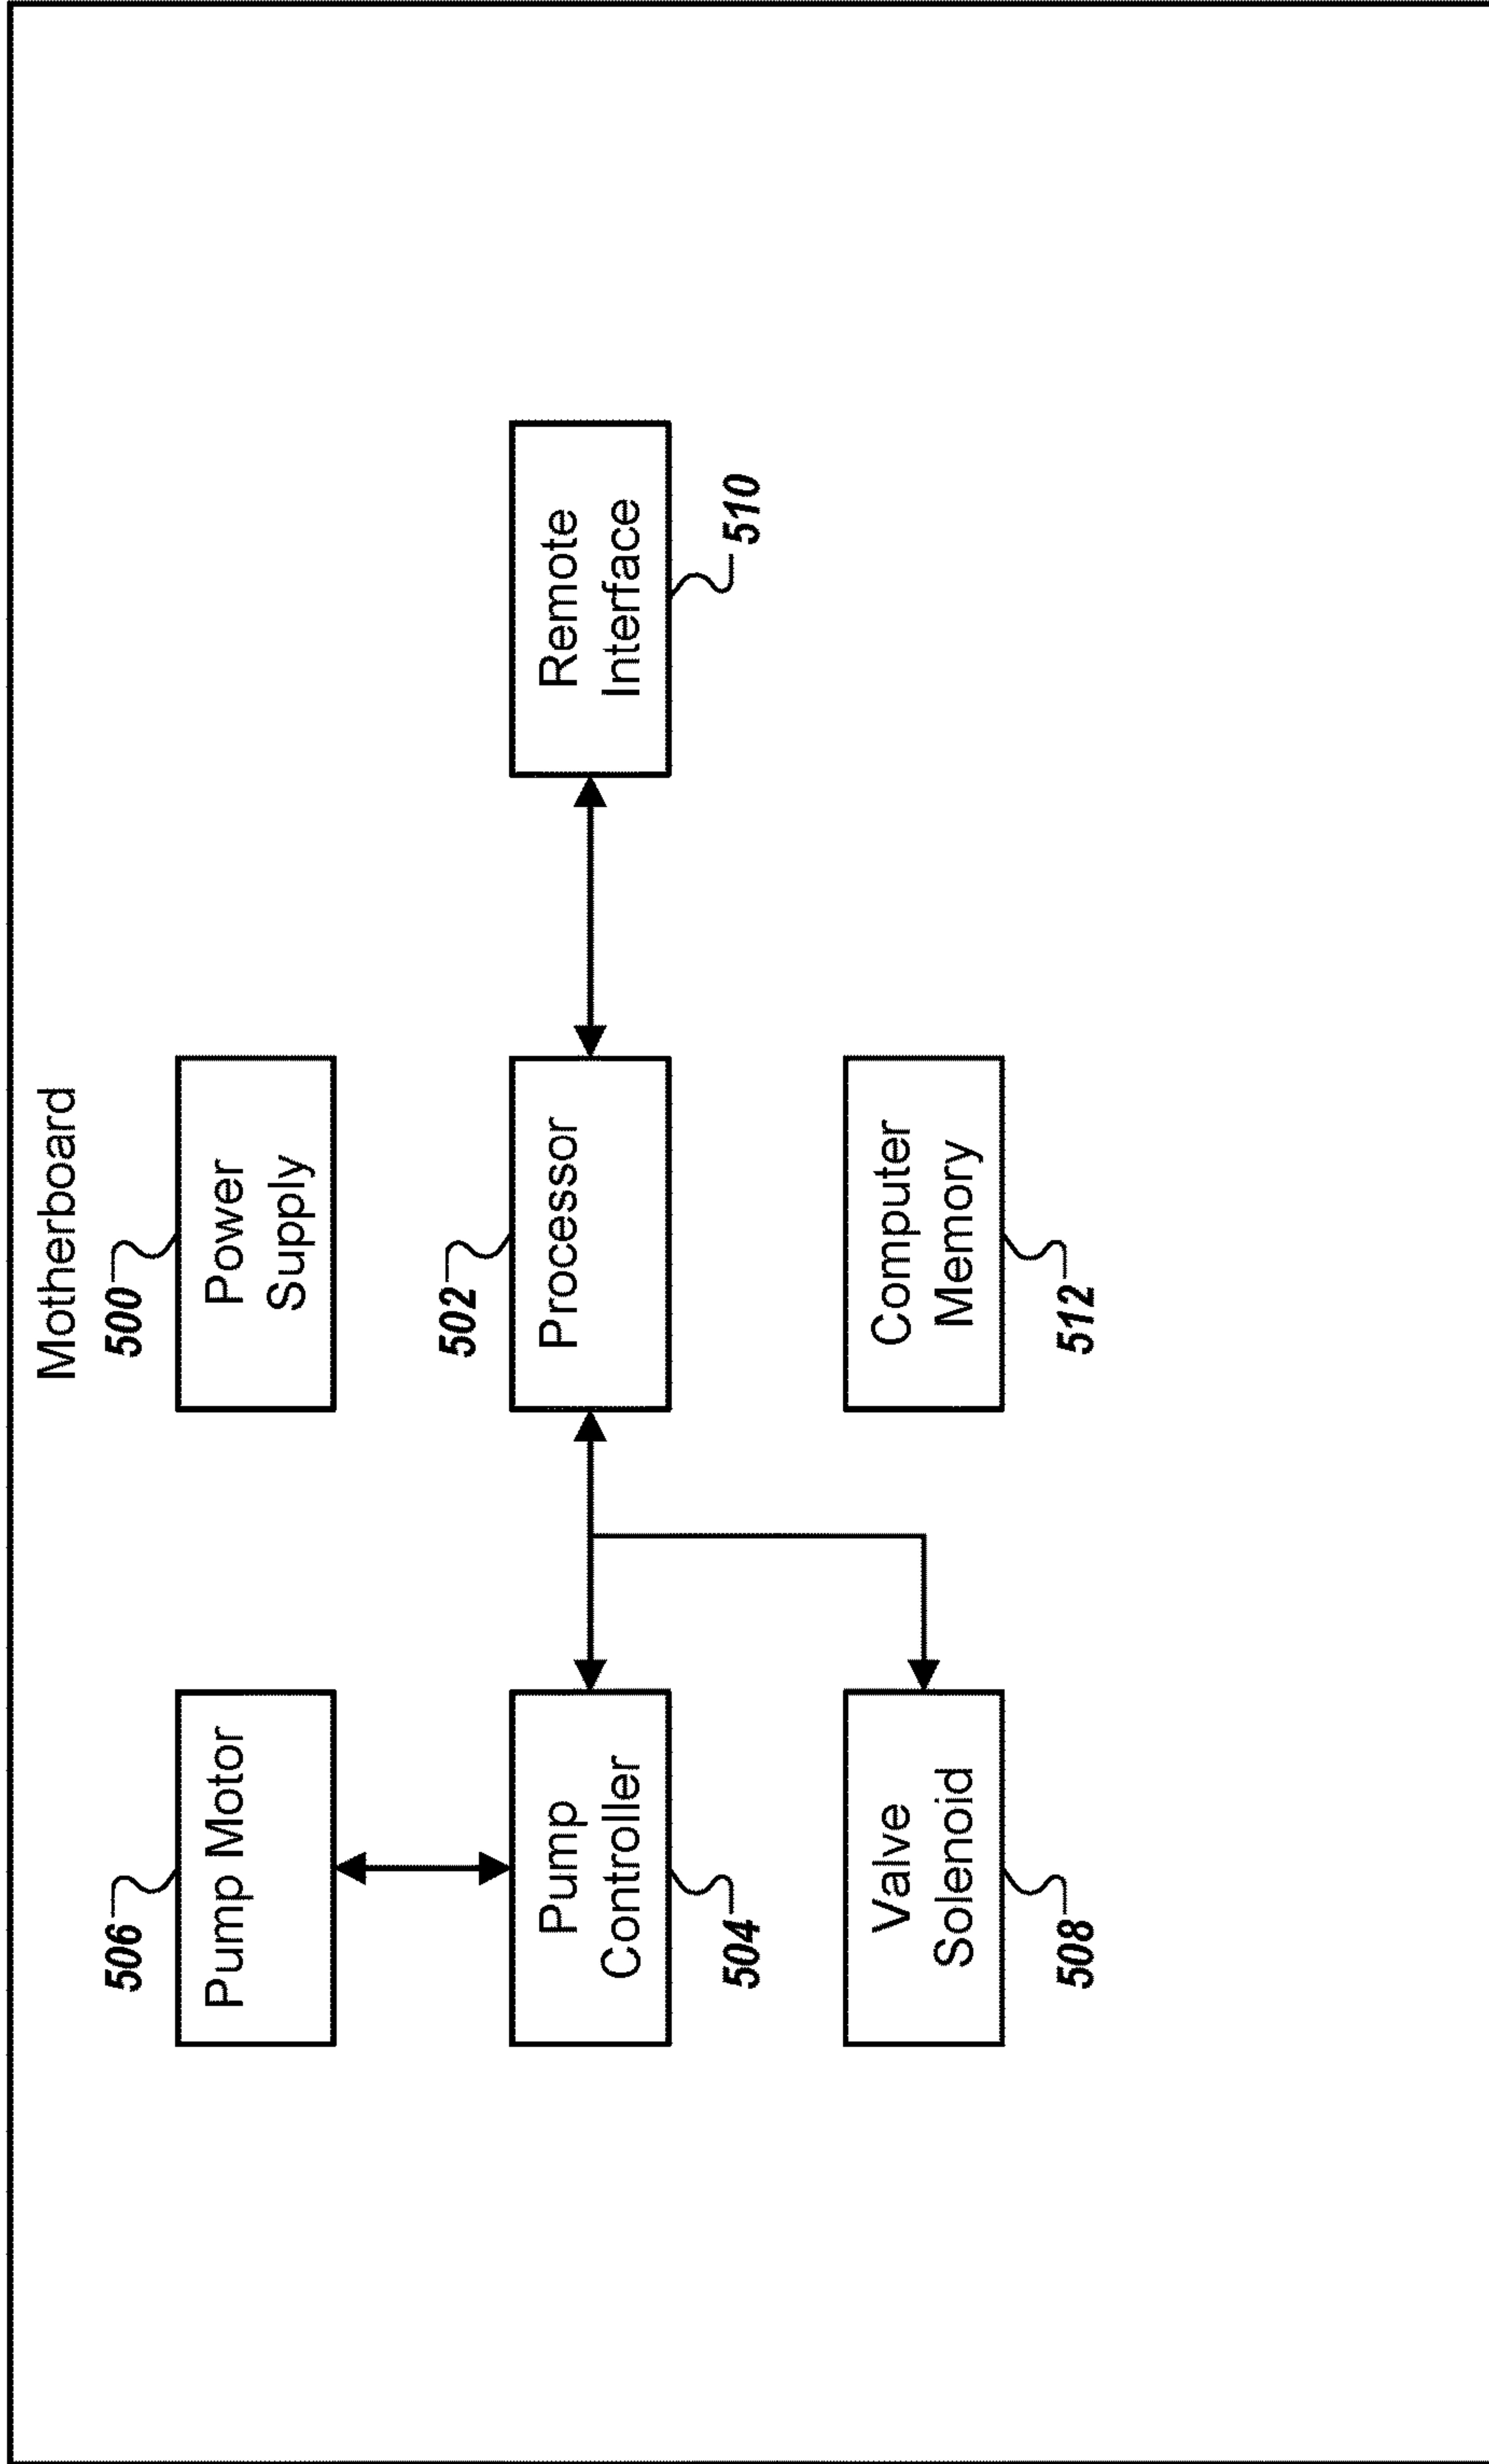 Motherboard
506
Pump Motor
500
Power
Supply
Pump
Controller
504
502
Processor
Remote
Interface
510
Valve
Solenoid
508
Computer
Memory
512